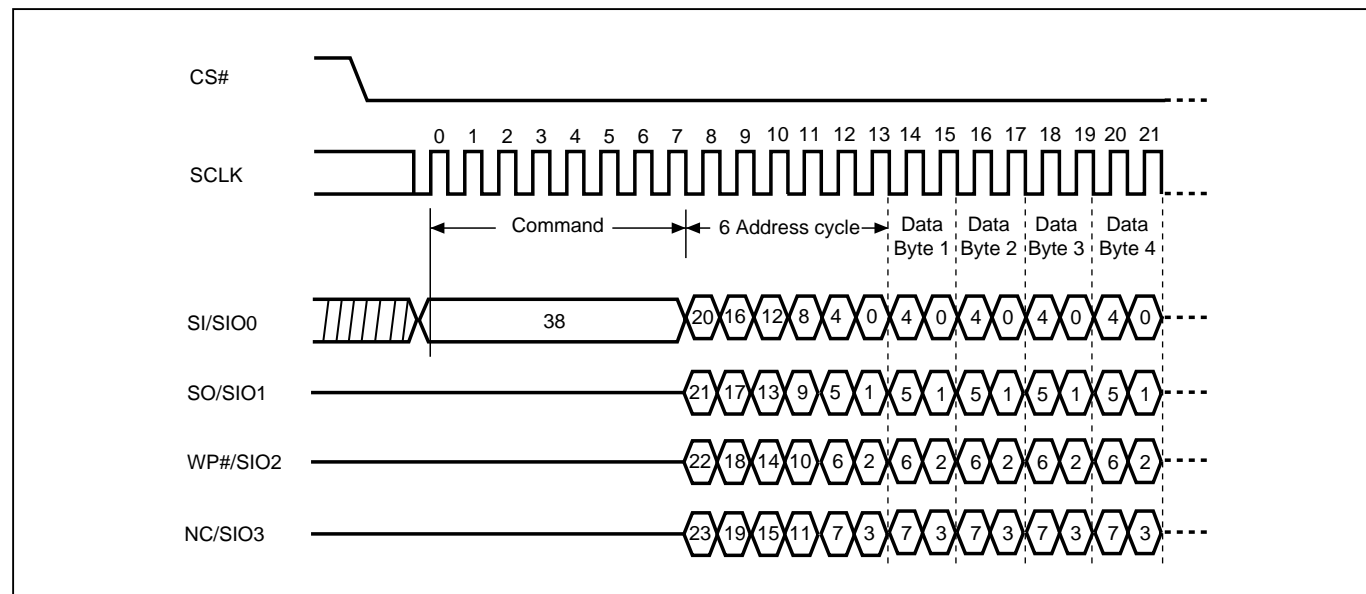 CS#
0 1 2 3 4 5 6 7 8 9 10 11 12 13 14 15 16 17 18 19 20 21
SCLK
Command 6 Address cycle Data Byte 1 Data Byte 2 Data Byte 3 Data Byte 4
SI/SIO0 38 20 16 12 8 4 0 4 0 4 0 4 0 4 0
SO/SIO1 21 17 13 9 5 1 5 1 5 1 5 1 5 1
WP#/SIO2 22 18 14 10 6 2 6 2 6 2 6 2 6 2
NC/SIO3 23 19 15 11 7 3 7 3 7 3 7 3 7 3